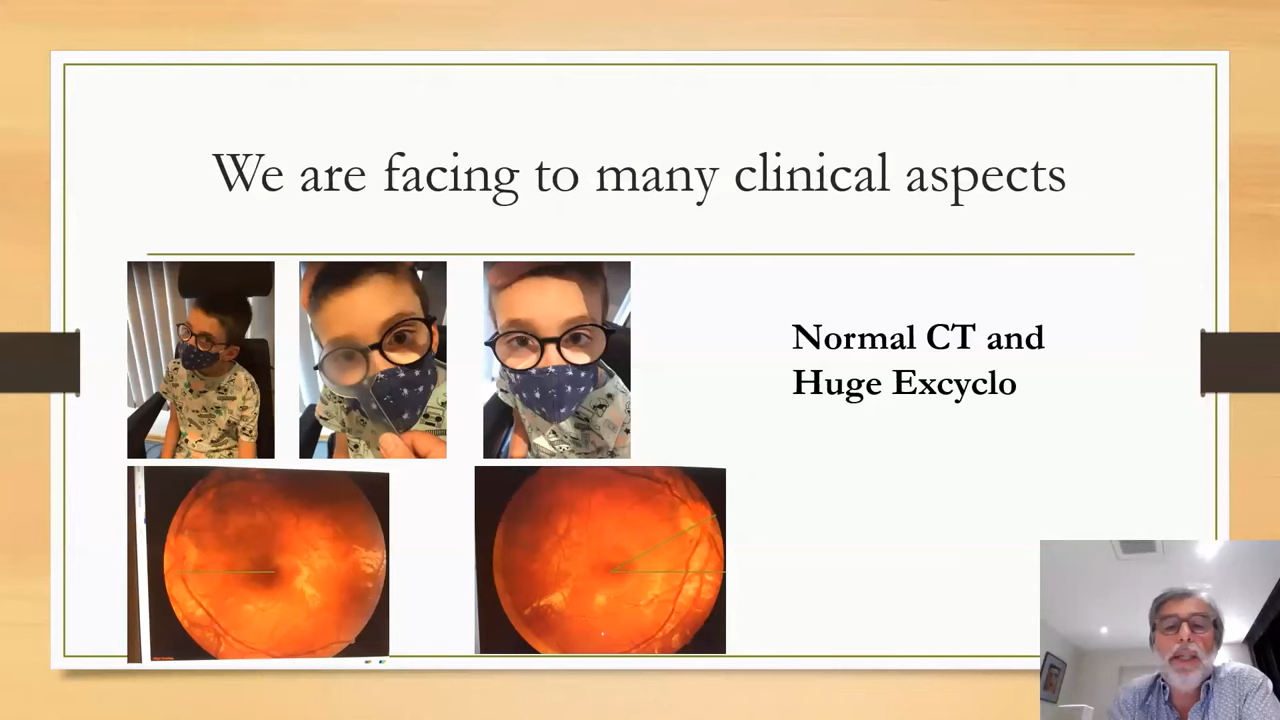 We are facing to many clinical aspects
Normal CT and
Huge Excyclo